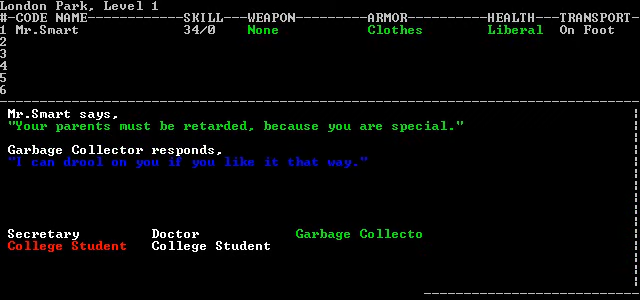 London Park, Level 1
#-CODE NAME------------SKILL---WEAPON---------ARMOR----------HEALTH---TRANSPORT-
1 Mr.Smart             34/0    None           Clothes        Liberal  On Foot
2
3
4
5
6
Mr.Smart says,
"Your parents must be retarded, because you are special."
Garbage Collector responds,
"I can drool on you if you like it that way."
Secretary         Doctor            Garbage Collecto
College Student   College Student